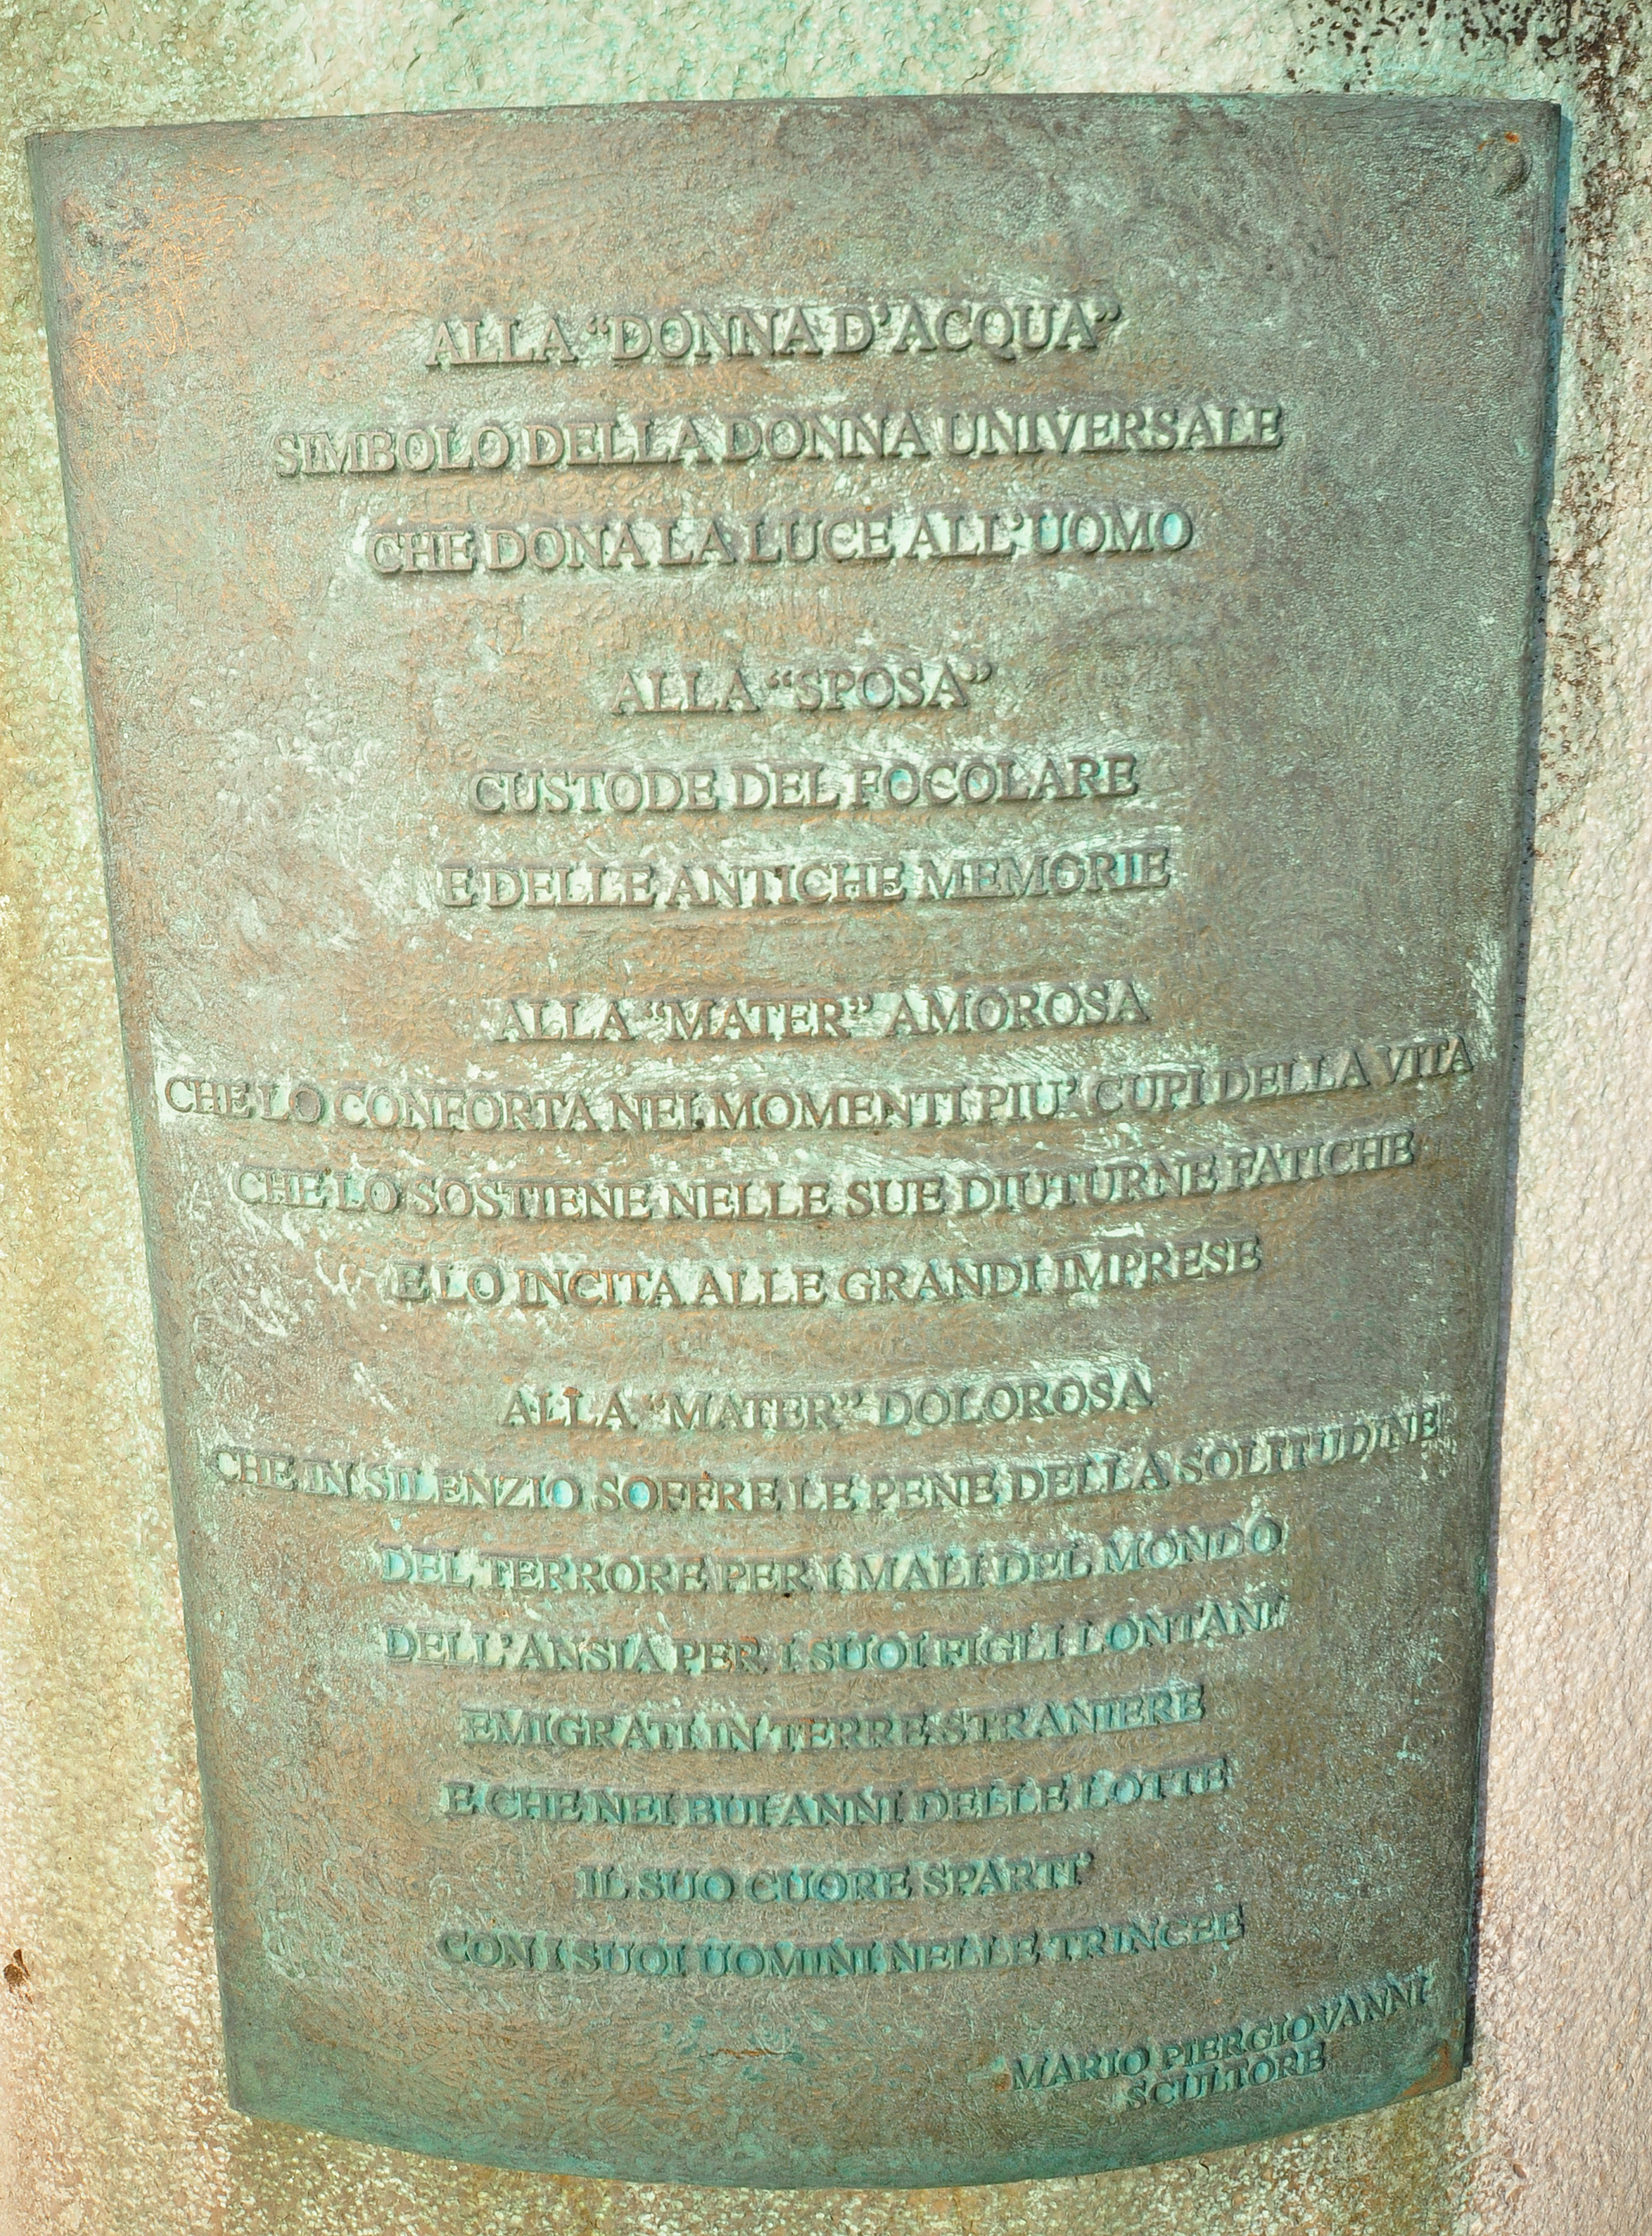 ALLA “DONNA D’ACQUA”
SIMBOLO DELLA DONNA UNIVERSALE
CHE DONA LA LUCE ALL’UOMO
ALLA “SPOSA”
CUSTODE DEL FOCOLARE
E DELLE ANTICHE MEMORIE
ALLA “MATER” AMOROSA
CHE LO CONFORTA NEI MOMENTI PIU’ CUPI DELLA VITA
CHE LO SOSTIENE NELLE SUE DIUTURNE FATICHE
E LO INCITA ALLE GRANDI IMPRESE
ALLA “MATER” DOLOROSA
CHE IN SILENZIO SOFFRE LE PENE DELLA SOLITUDINE
DEL TERRORE PER I MALI DEL MONDO
DELL’ANSIA PER I SUOI FIGLI LONTANI
EMIGRATI IN TERRE STRANIERE
E CHE NEI BUI ANNI DELLE LOTTE
IL SUO CUORE SPARTI’
CON I SUOI UOMINI NELLE TRINCEE
MARIO PIERGIOVANNI
SCULTORE